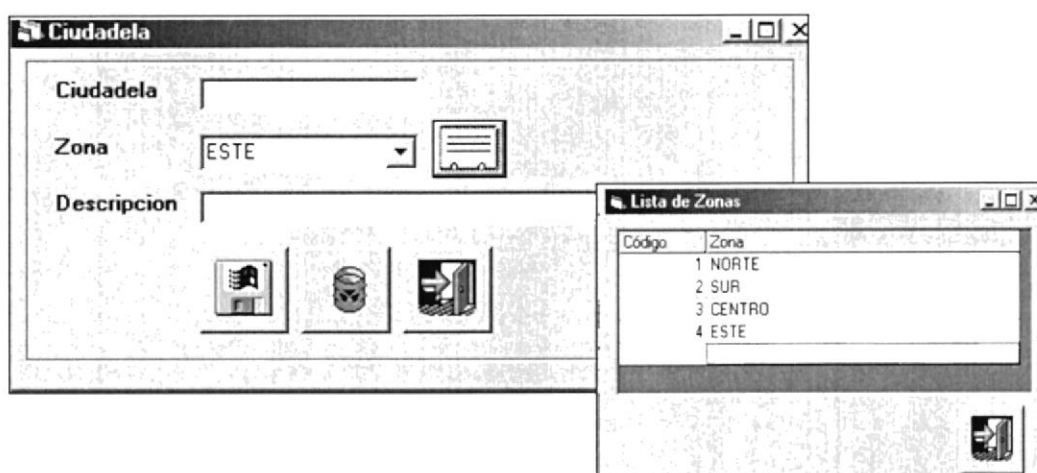 Ciudadela
Ciudadela
Zona ESTE
Descripcion
Lista de Zonas
Código Zona
1 NORTE
2 SUR
3 CENTRO
4 ESTE